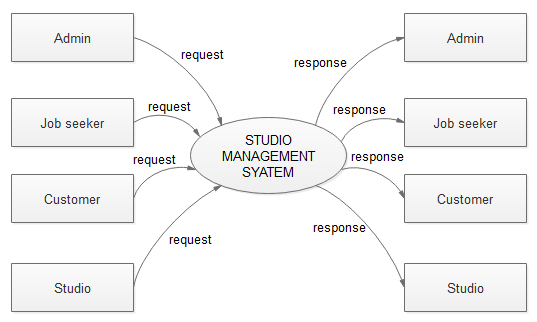 Admin
request
response
Admin
Job seeker
request
response
Job seeker
STUDIO
MANAGEMENT
SYATEM
request
response
Customer
Customer
request
response
Studio
Studio